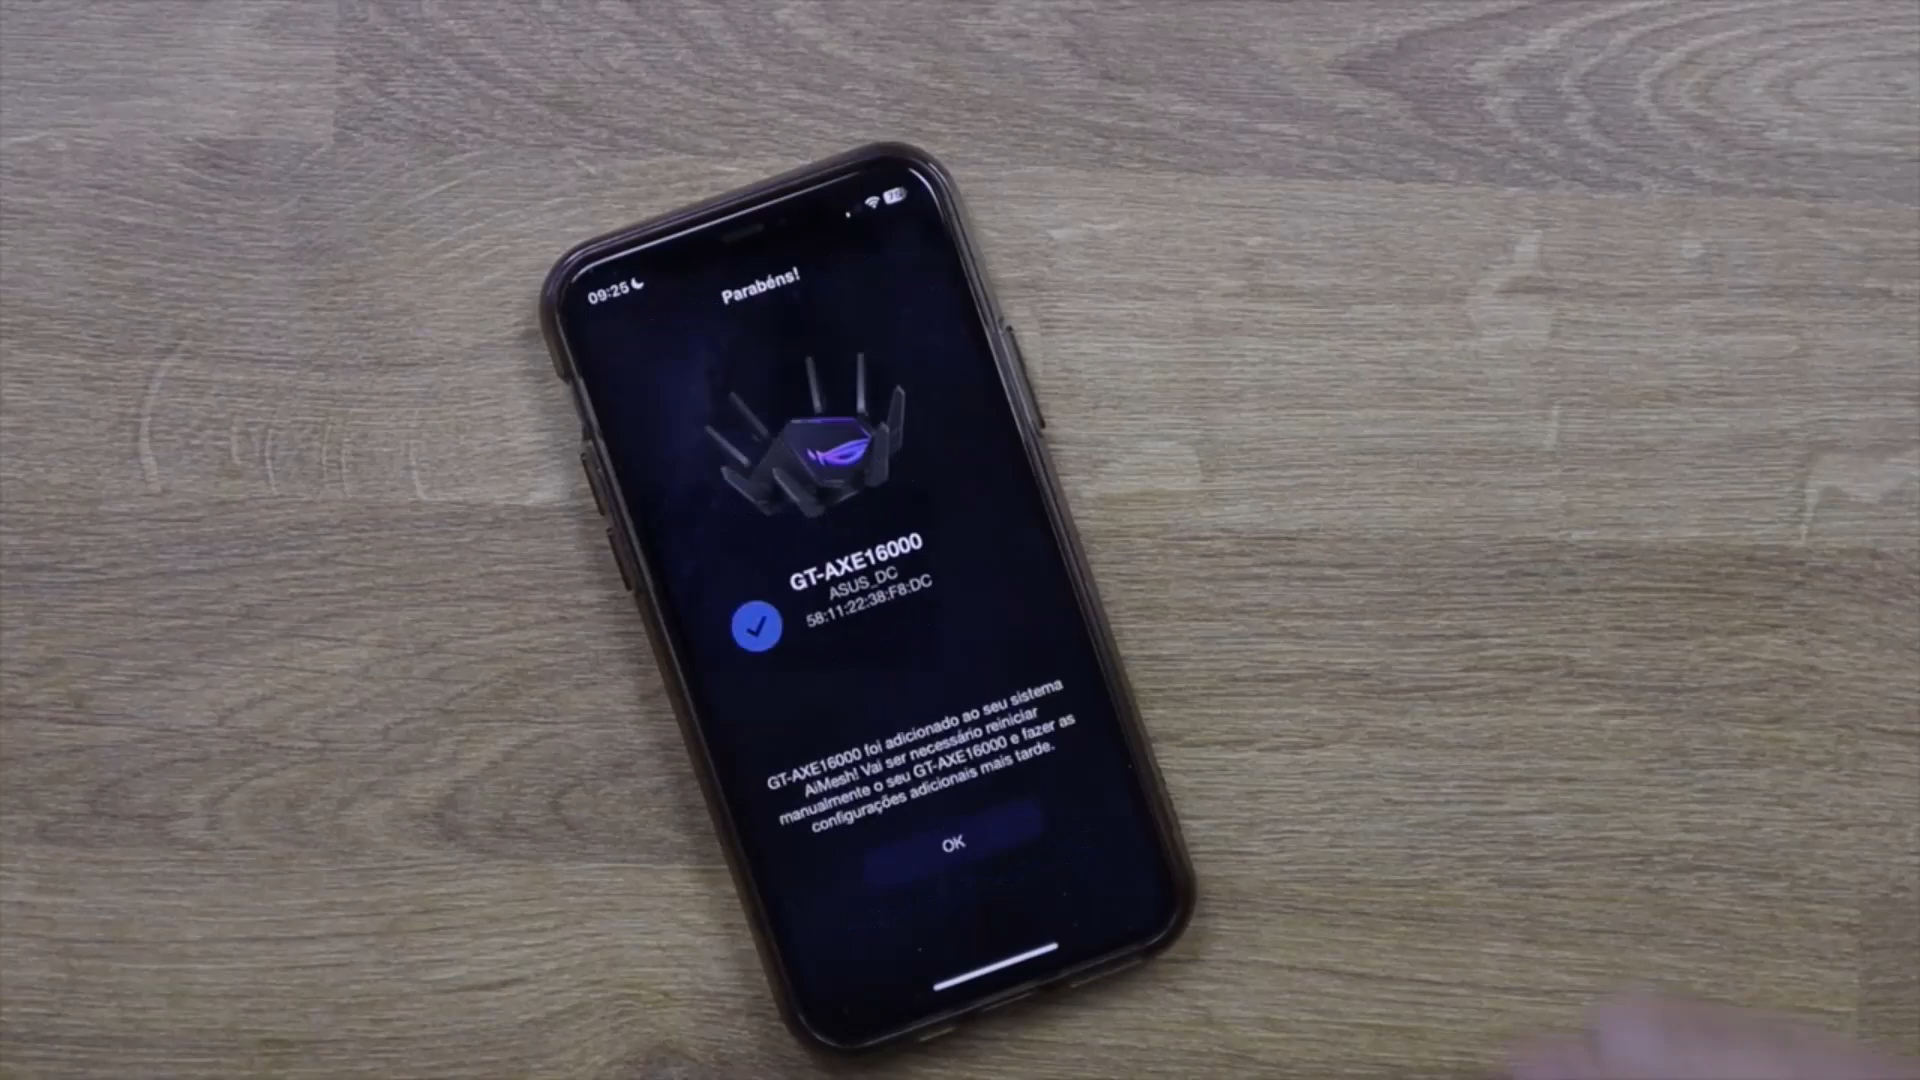 09:25
Parabéns!
GT-AXE16000
ASUS_DC
58:11:22:38:F8:DC
GT-AXE16000 foi adicionado ao seu sistema
AiMesh! Vai ser necessário reiniciar
manualmente o seu GT-AXE16000 e fazer as
configurações adicionais mais tarde.
OK